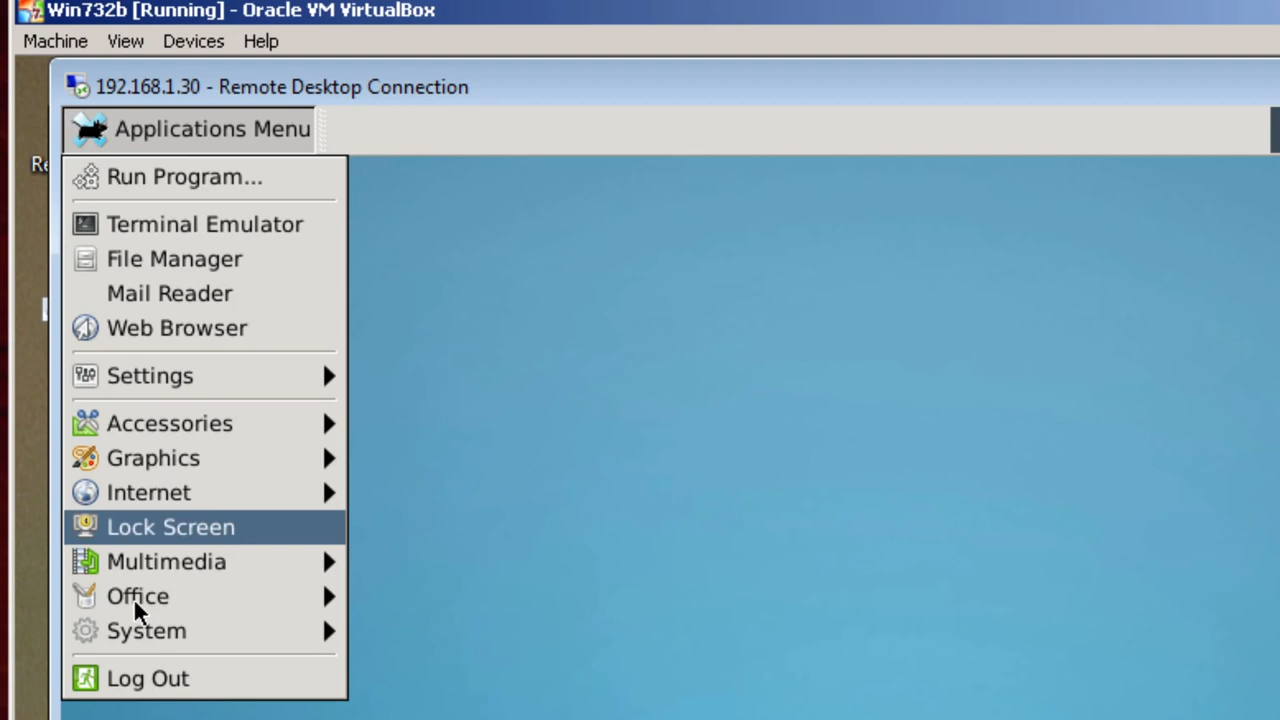 Win732b [Running] - Oracle VM VirtualBox
Machine View Devices Help
192.168.1.30 - Remote Desktop Connection
Applications Menu
Re
Run Program...
Terminal Emulator
File Manager
Mail Reader
Web Browser
Settings
Accessories
Graphics
Internet
Lock Screen
Multimedia
Office
System
Log Out